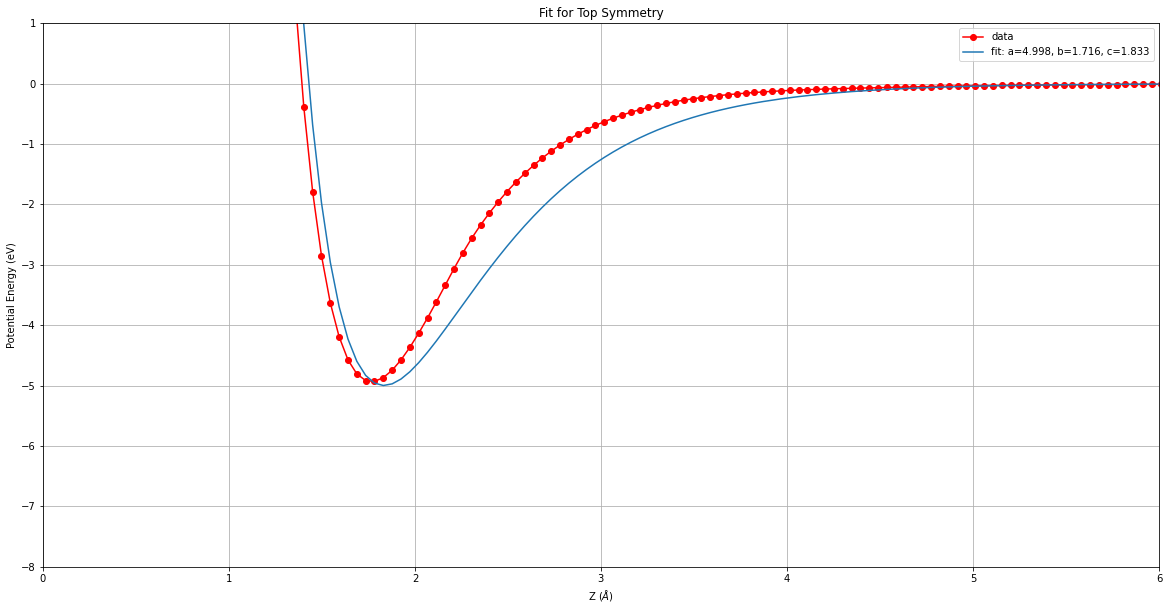 Fit for Top Symmetry
data
fit: a=4.998, b=1.716, c=1.833
Potential Energy (eV)
1
0
−1
−2
−3
−4
−5
−6
−7
−8
0 1 2 3 4 5 6
Z (Å)